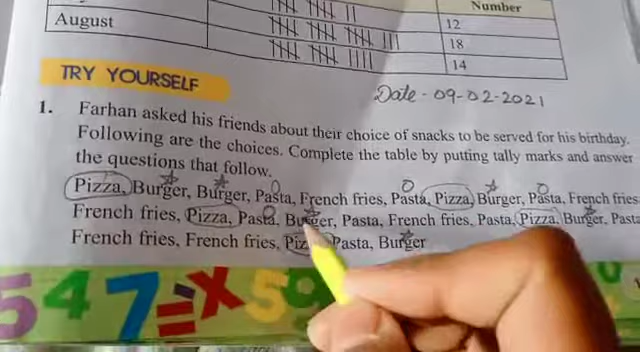 Number
12
August 18
14
TRY YOURSELF
Date - 09-02-2021
1. Farhan asked his friends about their choice of snacks to be served for his birthday.
Following are the choices. Complete the table by putting tally marks and answer
the questions that follow.
Pizza, Burger, Burger, Pasta, French fries, Pasta, Pizza, Burger, Pasta, French fries
French fries, Pizza, Pasta, Burger, Pasta, French fries, Pasta, Pizza, Burger, Pasta
French fries, French fries, Pasta, Burger
547=x50